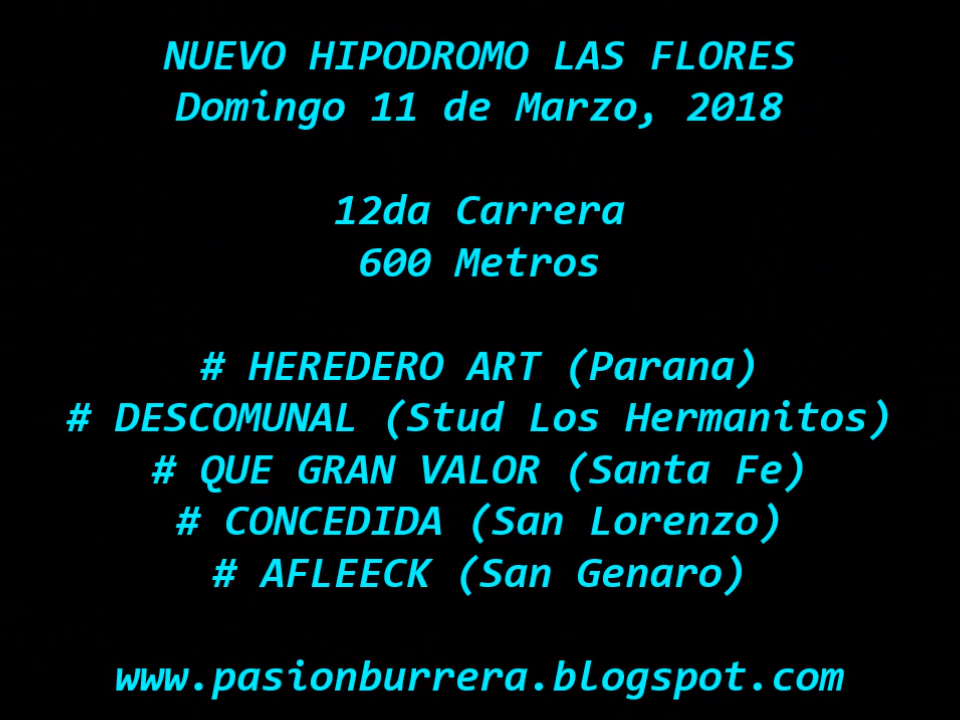 NUEVO HIPODROMO LAS FLORES
Domingo 11 de Marzo, 2018
12da Carrera
600 Metros
# HEREDERO ART (Parana)
# DESCOMUNAL (Stud Los Hermanitos)
# QUE GRAN VALOR (Santa Fe)
# CONCEDIDA (San Lorenzo)
# AFLEECK (San Genaro)
www.pasionburrera.blogspot.com